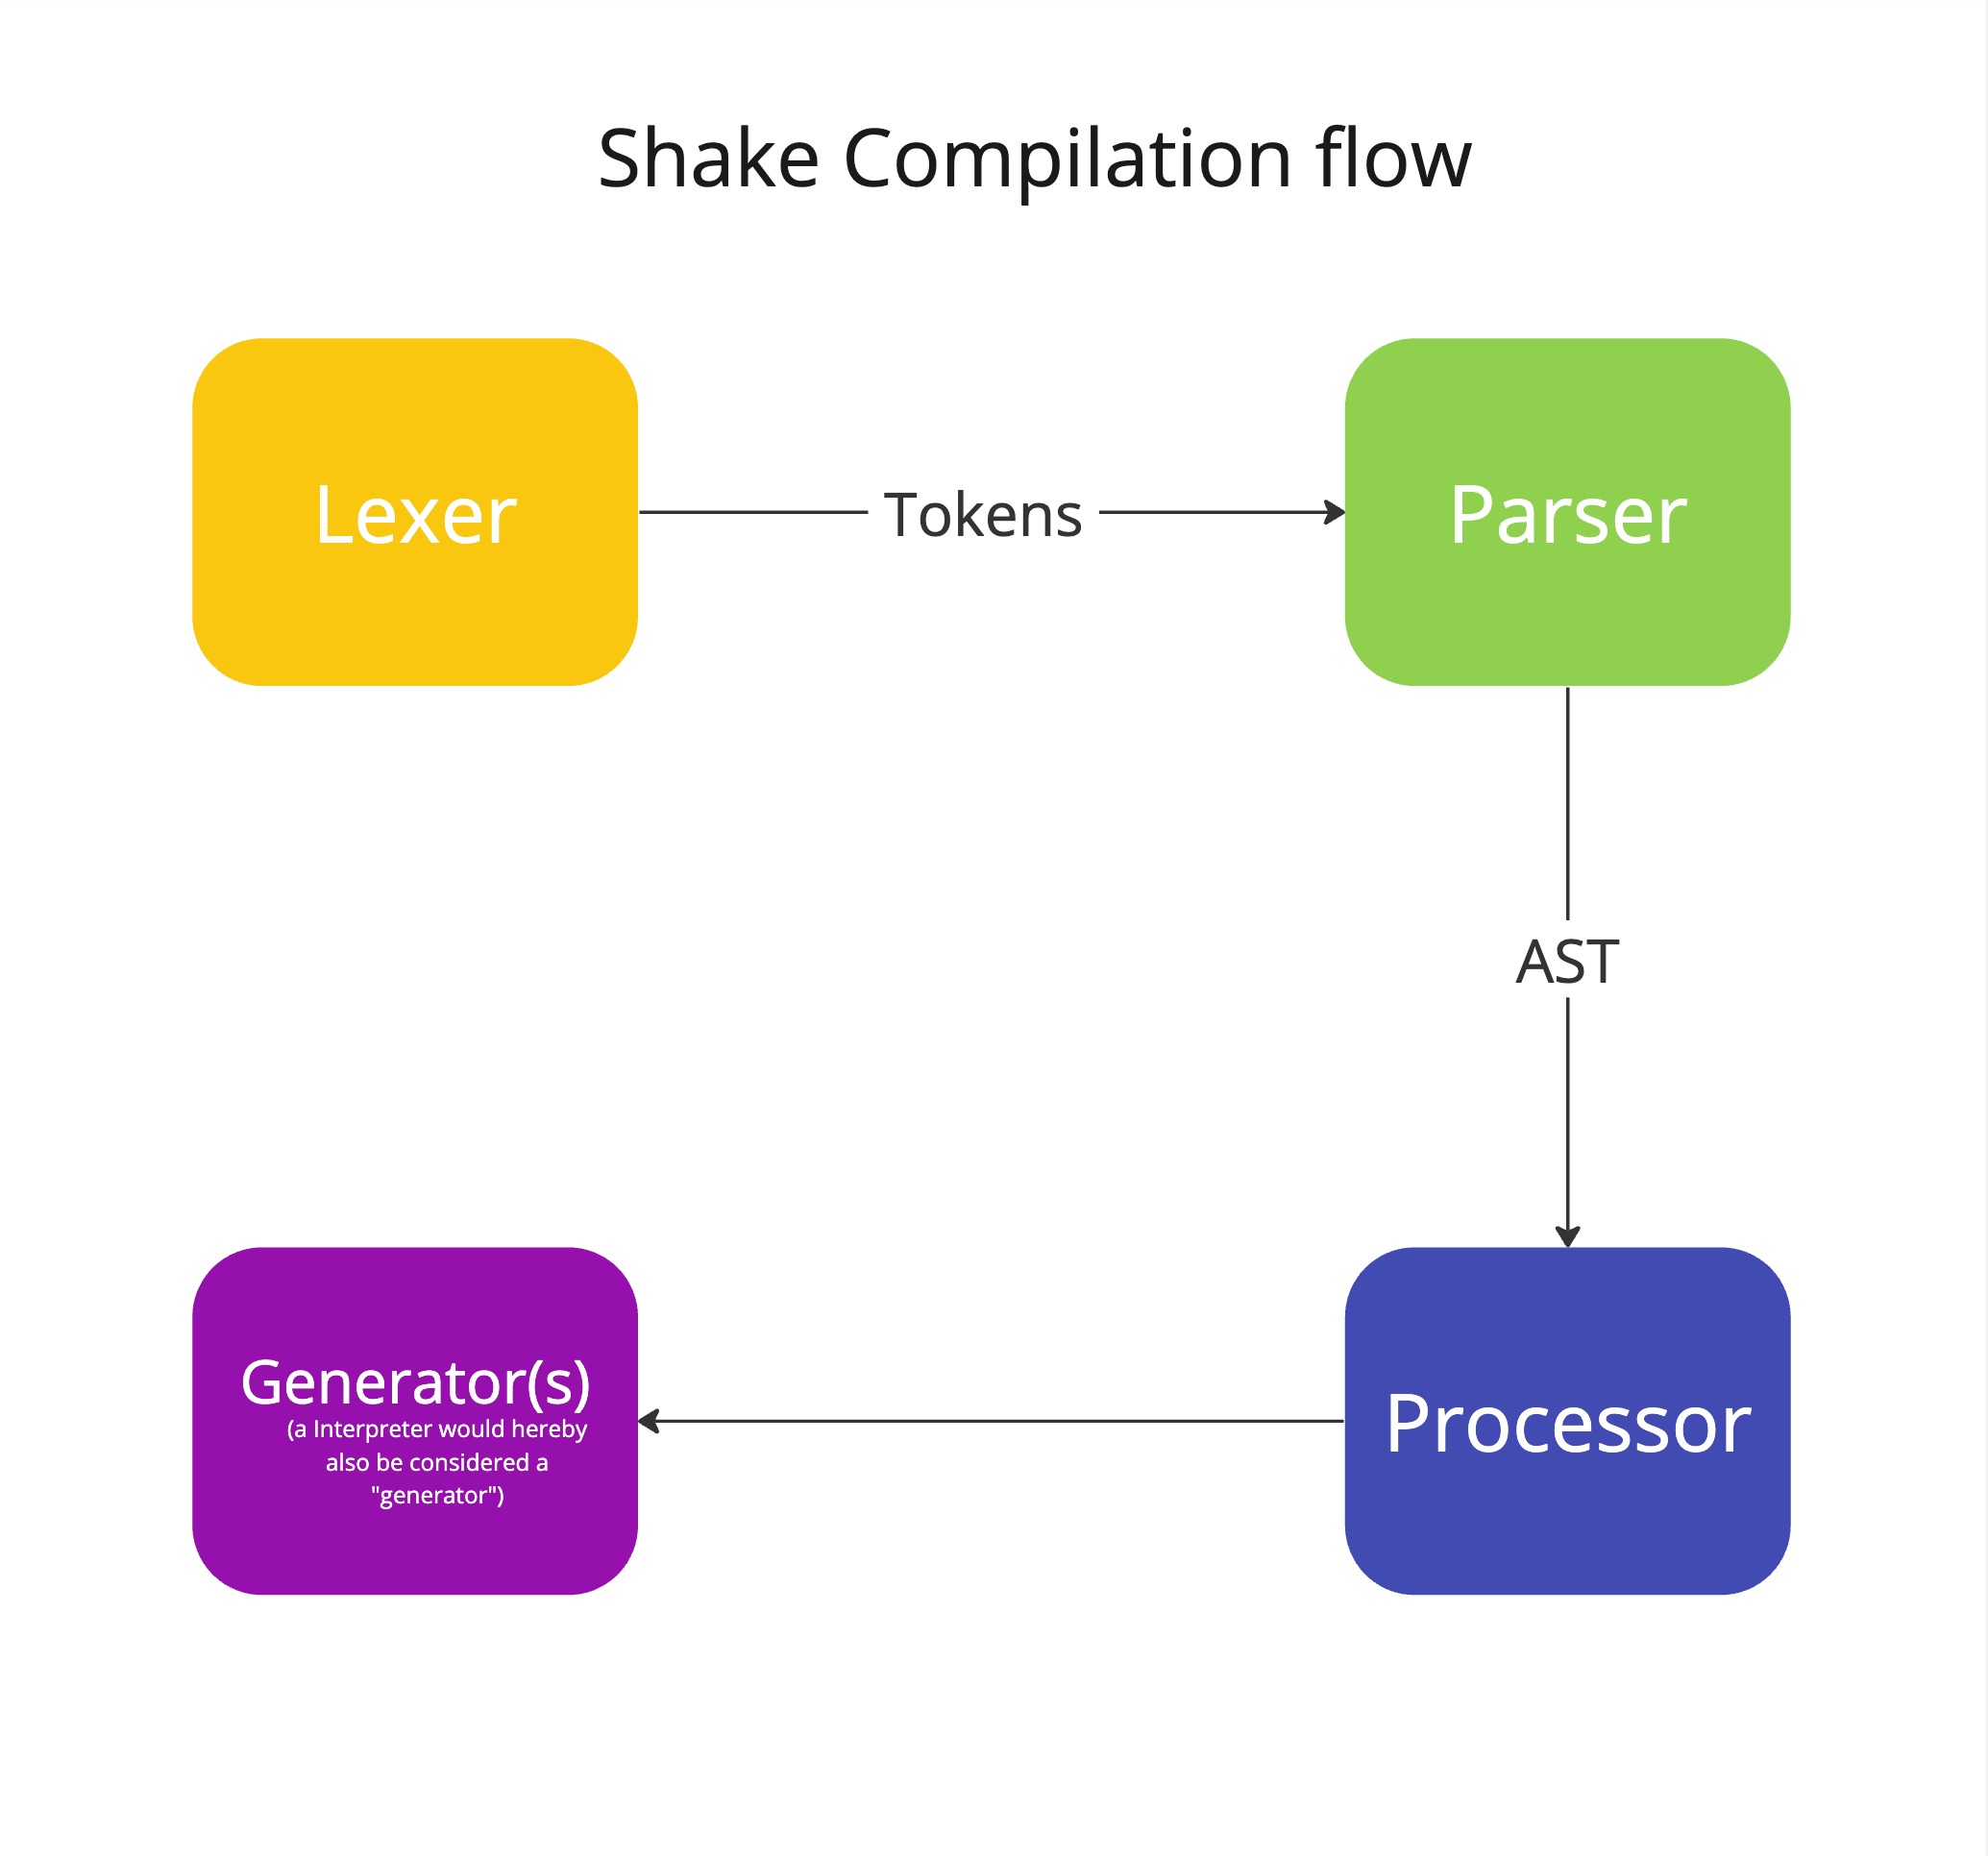 Shake Compilation flow
Lexer
Tokens
Parser
AST
Generator(s)
(a Interpreter would hereby
also be considered a
"generator")
Processor